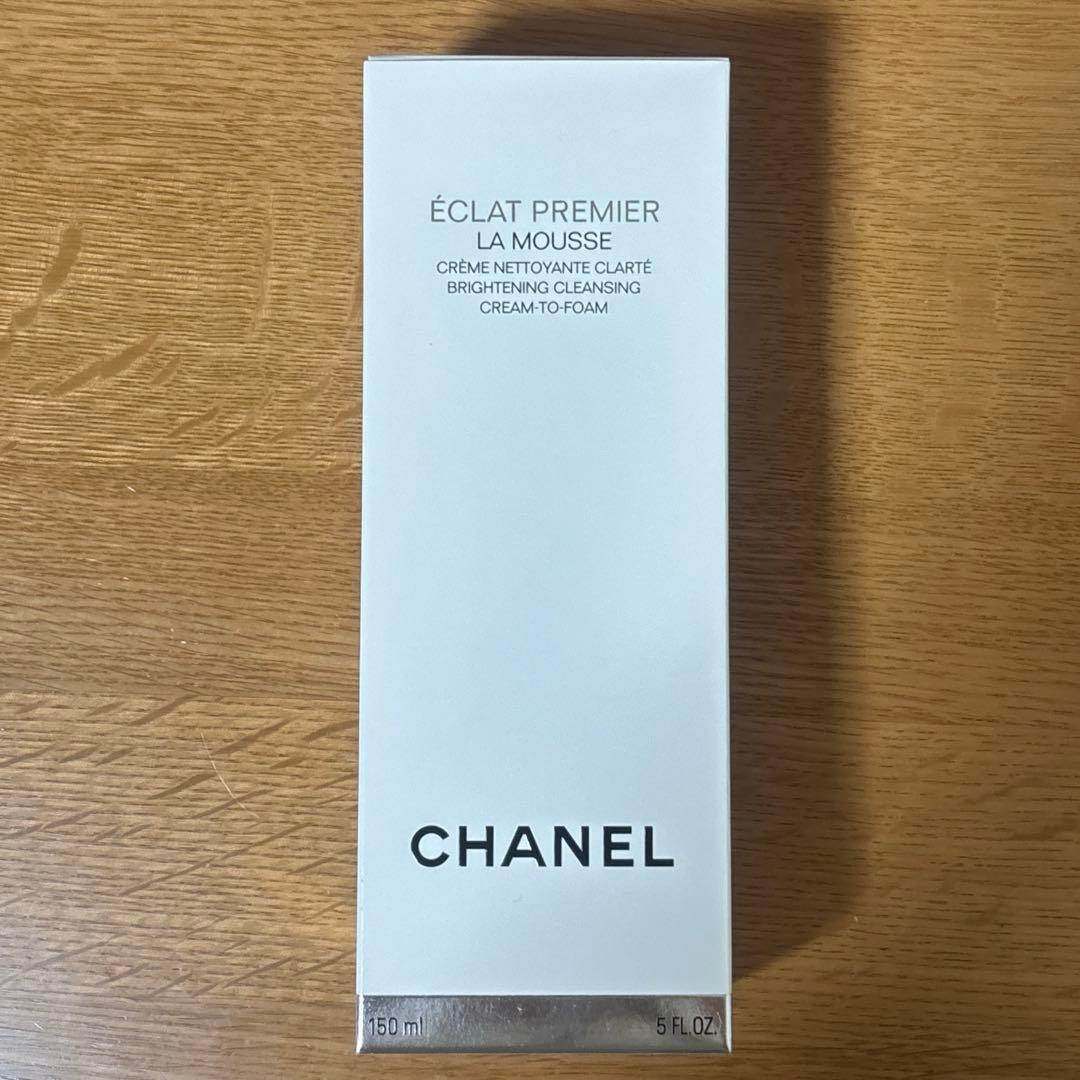 ÉCLAT PREMIER
LA MOUSSE
CRÈME NETTOYANTE CLARTÉ
BRIGHTENING CLEANSING
CREAM-TO-FOAM
CHANEL
150 ml 5 FL.OZ.